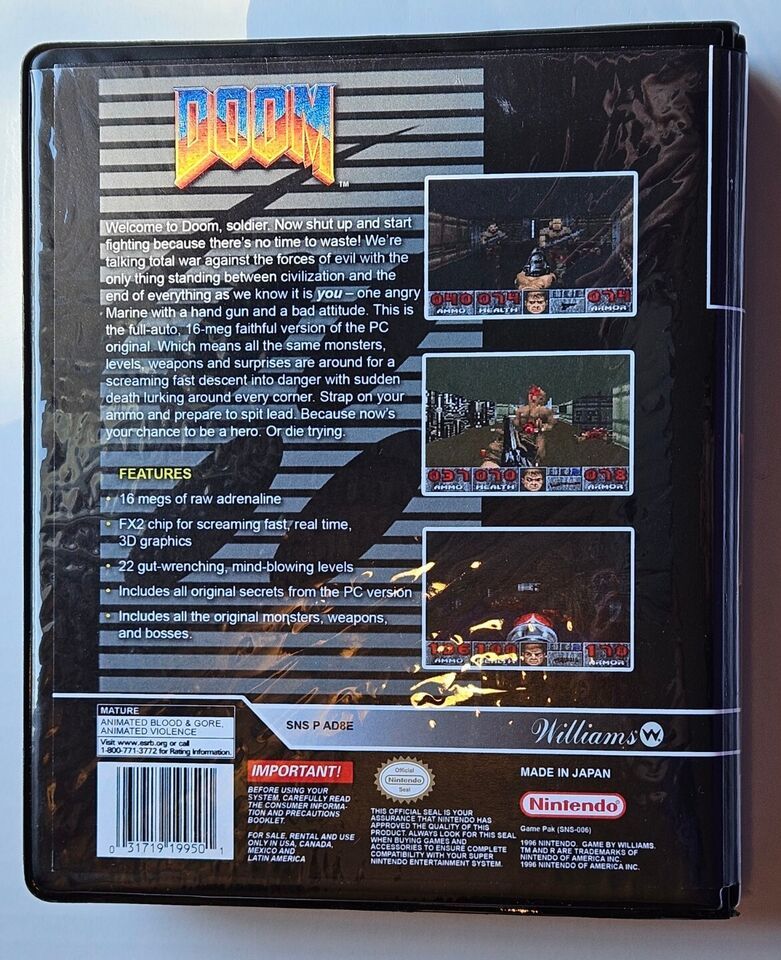 DOOM
TM
Welcome to Doom, soldier. Now shut up and start
fighting because there's no time to waste! We're
talking total war against the forces of evil with the
only thing standing between civilization and the
end of everything as we know it is you – one angry
Marine with a hand gun and a bad attitude. This is
the full-auto, 16-meg faithful version of the PC
original. Which means all the same monsters,
levels, weapons and surprises are around for a
screaming fast descent into danger with sudden
death lurking around every corner. Strap on your
ammo and prepare to spit lead. Because now's
your chance to be a hero. Or die trying.
FEATURES
• 16 megs of raw adrenaline
• FX2 chip for screaming fast, real time,
3D graphics
• 22 gut-wrenching, mind-blowing levels
• Includes all original secrets from the PC version
• Includes all the original monsters, weapons,
and bosses.
040 074 074
AMMO HEALTH ARMOR
037 070 078
AMMO HEALTH ARMOR
AMMO HEALTH ARMOR
MATURE
ANIMATED BLOOD & GORE,
ANIMATED VIOLENCE
Visit www.esrb.org or call
1-800-771-3772 for Rating Information.
SNS P AD8E
Williams W
0 31719 19950 1
IMPORTANT!
BEFORE USING YOUR
SYSTEM, CAREFULLY READ
THE CONSUMER INFORMA-
TION AND PRECAUTIONS
BOOKLET.
FOR SALE, RENTAL AND USE
ONLY IN USA, CANADA,
MEXICO AND
LATIN AMERICA
Official
Nintendo
Seal
THIS OFFICIAL SEAL IS YOUR
ASSURANCE THAT NINTENDO HAS
APPROVED THE QUALITY OF THIS
PRODUCT. ALWAYS LOOK FOR THIS SEAL
WHEN BUYING GAMES AND
ACCESSORIES TO ENSURE COMPLETE
COMPATIBILITY WITH YOUR SUPER
NINTENDO ENTERTAINMENT SYSTEM.
MADE IN JAPAN
Nintendo
Game Pak (SNS-006)
1996 NINTENDO, GAME BY WILLIAMS.
TM AND R ARE TRADEMARKS OF
NINTENDO OF AMERICA INC.
1996 NINTENDO OF AMERICA INC.